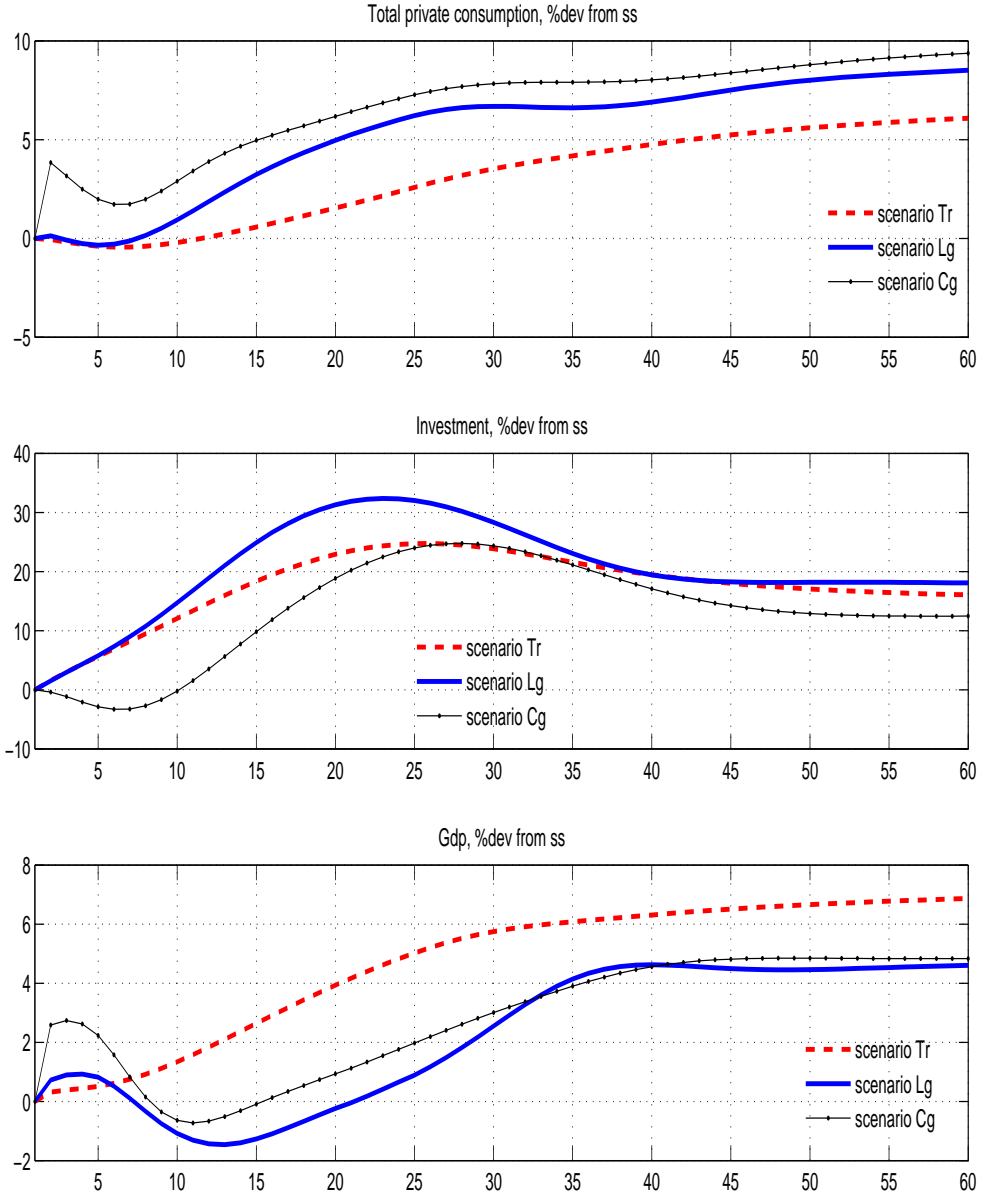 Total private consumption, %dev from ss
10
5
0
−5
scenario Tr
scenario Lg
scenario Cg
5 10 15 20 25 30 35 40 45 50 55 60
Investment, %dev from ss
40
30
20
10
0
−10
scenario Tr
scenario Lg
scenario Cg
5 10 15 20 25 30 35 40 45 50 55 60
Gdp, %dev from ss
8
6
4
2
0
−2
scenario Tr
scenario Lg
scenario Cg
5 10 15 20 25 30 35 40 45 50 55 60